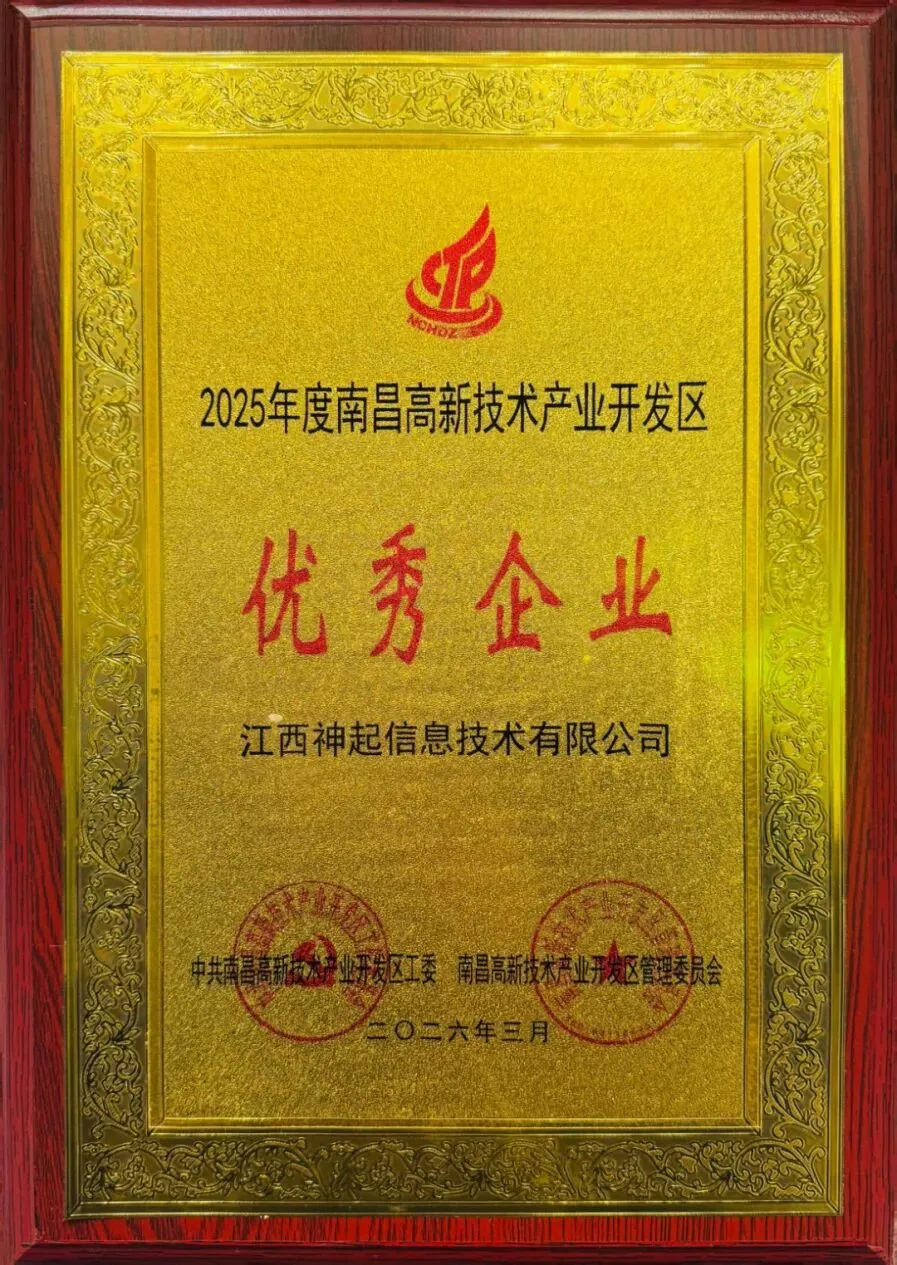 CTP
NCHDZ
2025年度南昌高新技术产业开发区
优秀企业
江西神起信息技术有限公司
中共南昌高新技术产业开发区工委 南昌高新技术产业开发区管理委员会
二〇二六年三月